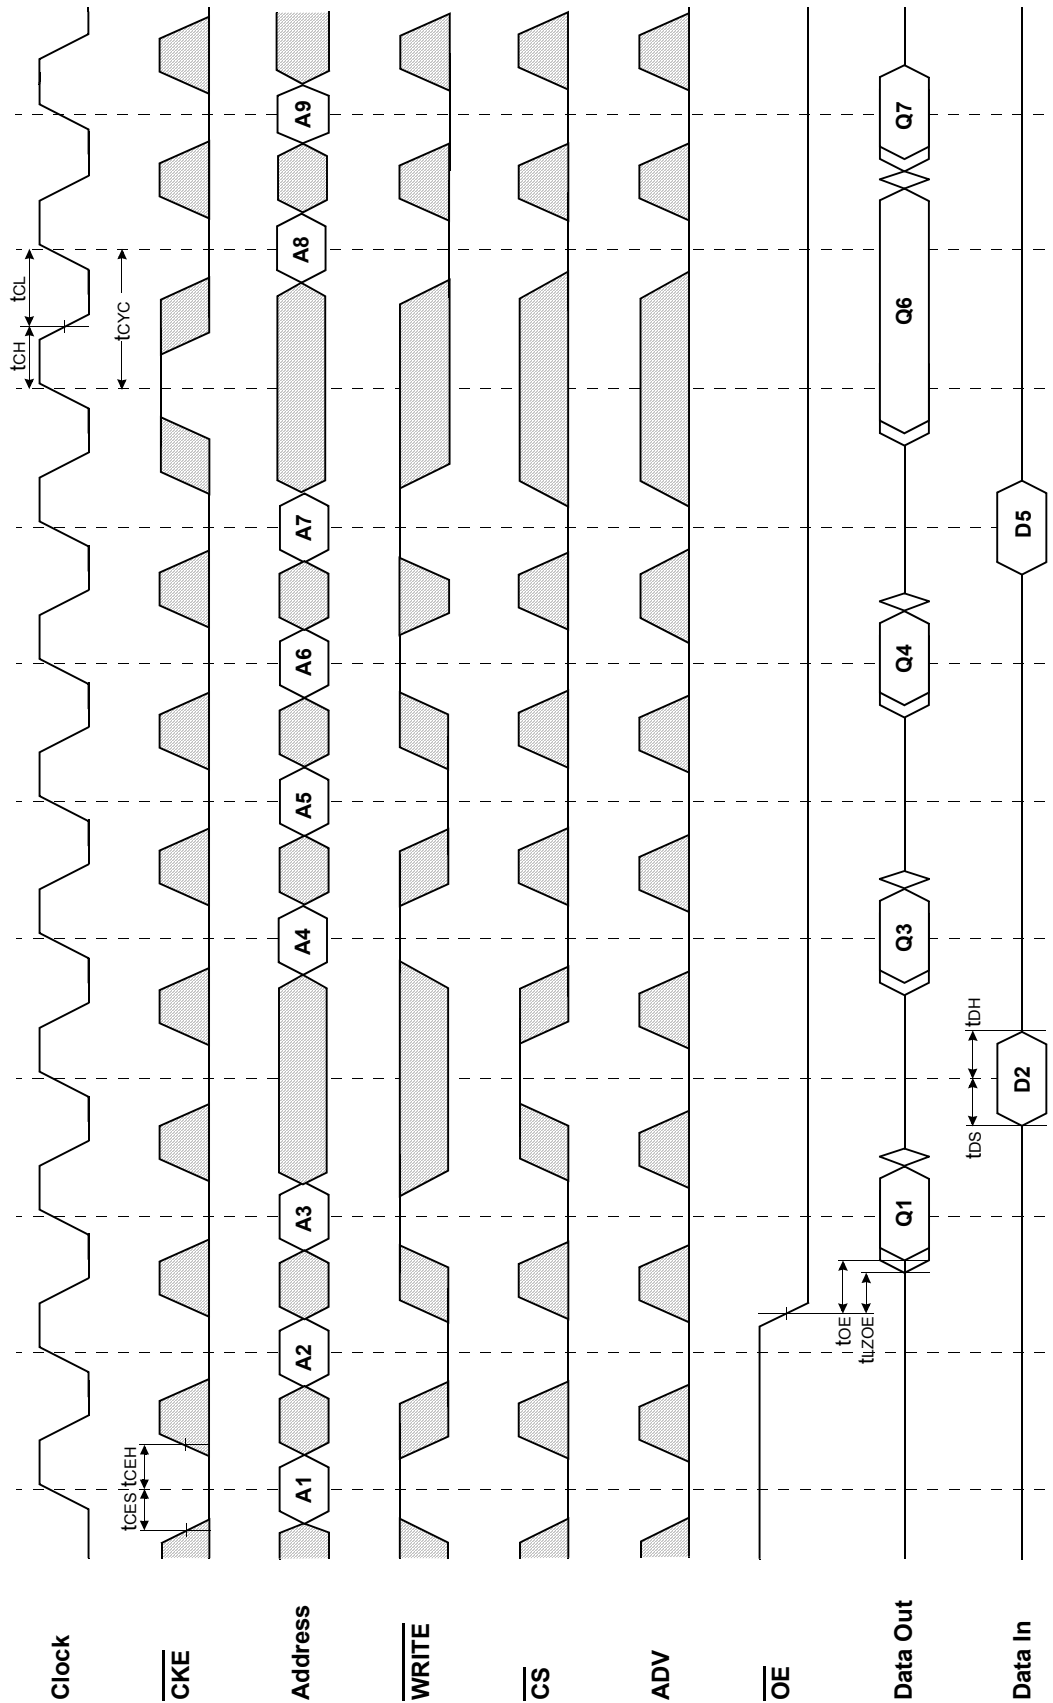 Clock
tCH
tCL
tCYC
CKE
tCES
tCEH
Address
A1
A2
A3
A4
A5
A6
A7
A8
A9
WRITE
CS
ADV
OE
tOE
tLZOE
Data Out
Q1
Q3
Q4
Q6
Q7
tDS
tDH
Data In
D2
D5